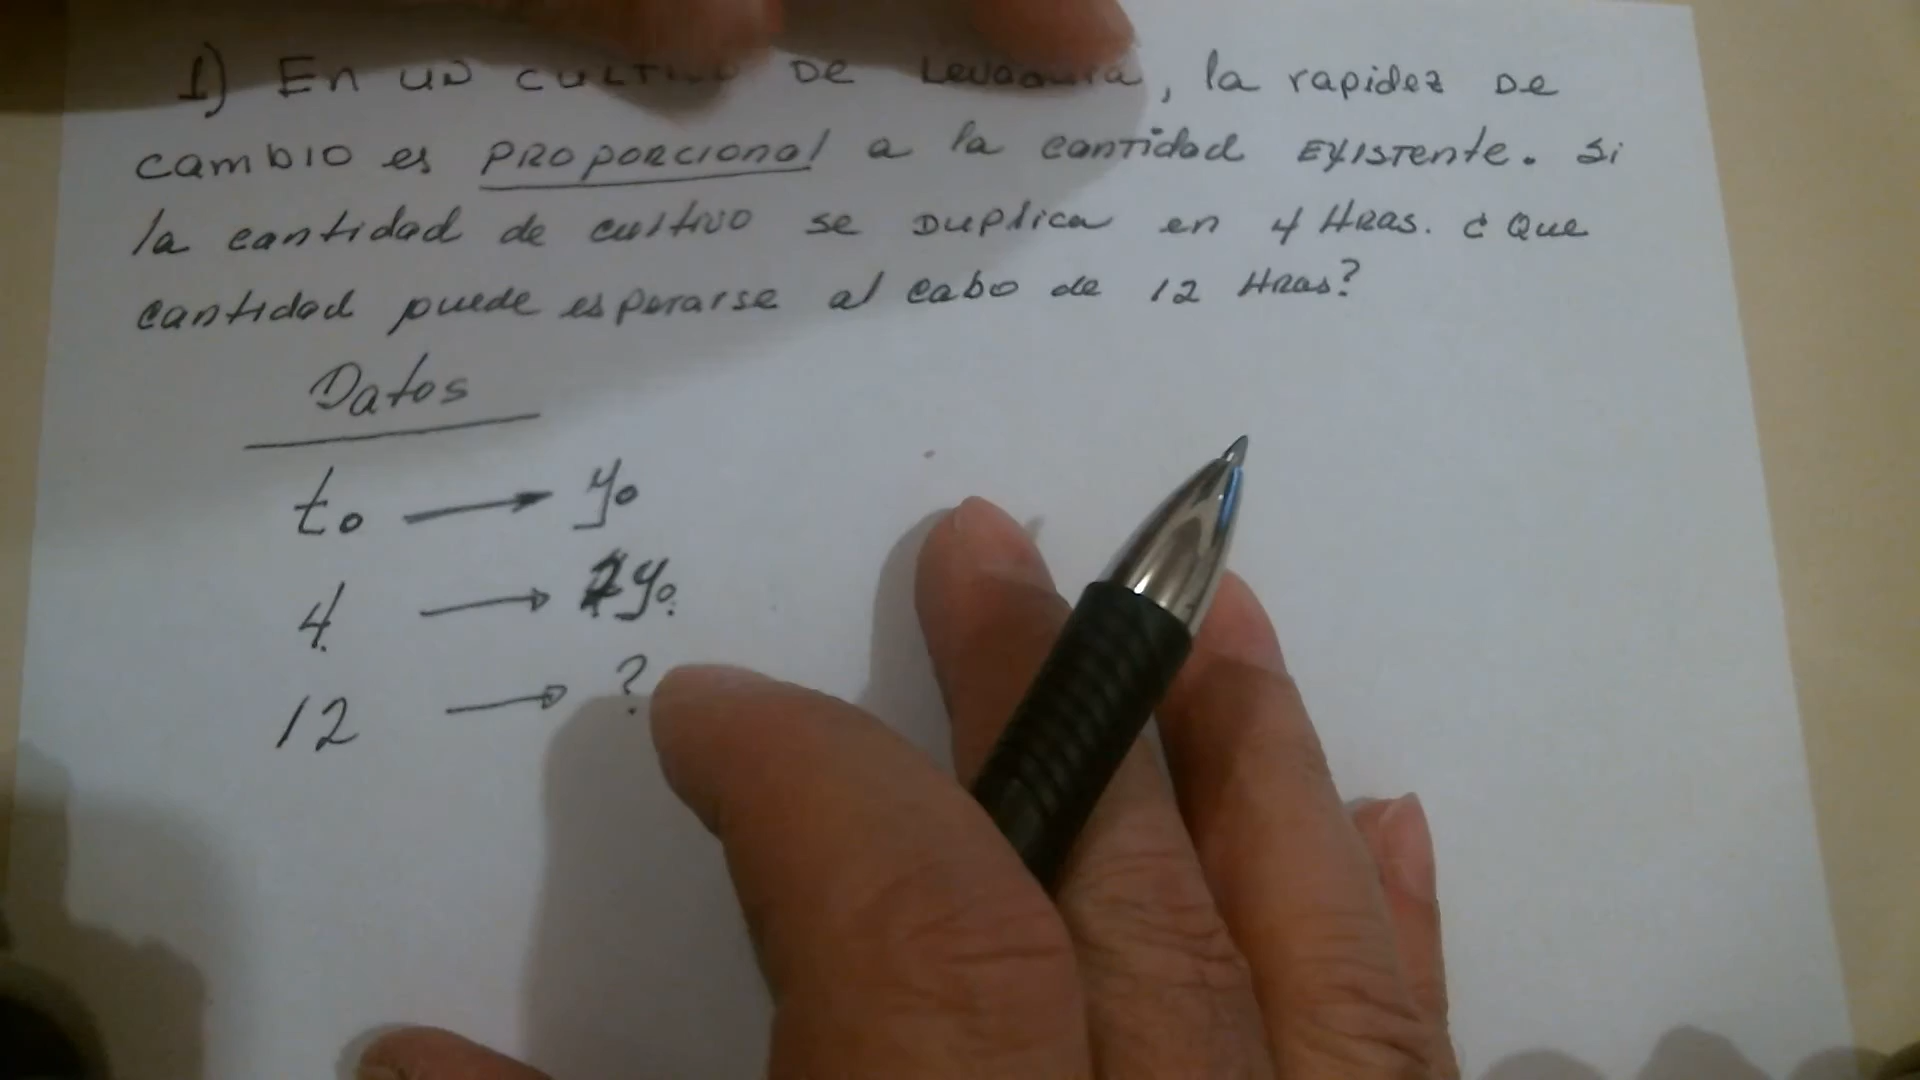 1) En un cultivo de Levadura, la rapidez de
cambio es proporcional a la cantidad existente. Si
la cantidad de cultivo se duplica en 4 Hras. ¿Que
cantidad puede esperarse al cabo de 12 Hras?
Datos
t₀ → y₀
4 → 2y₀
12 → ?